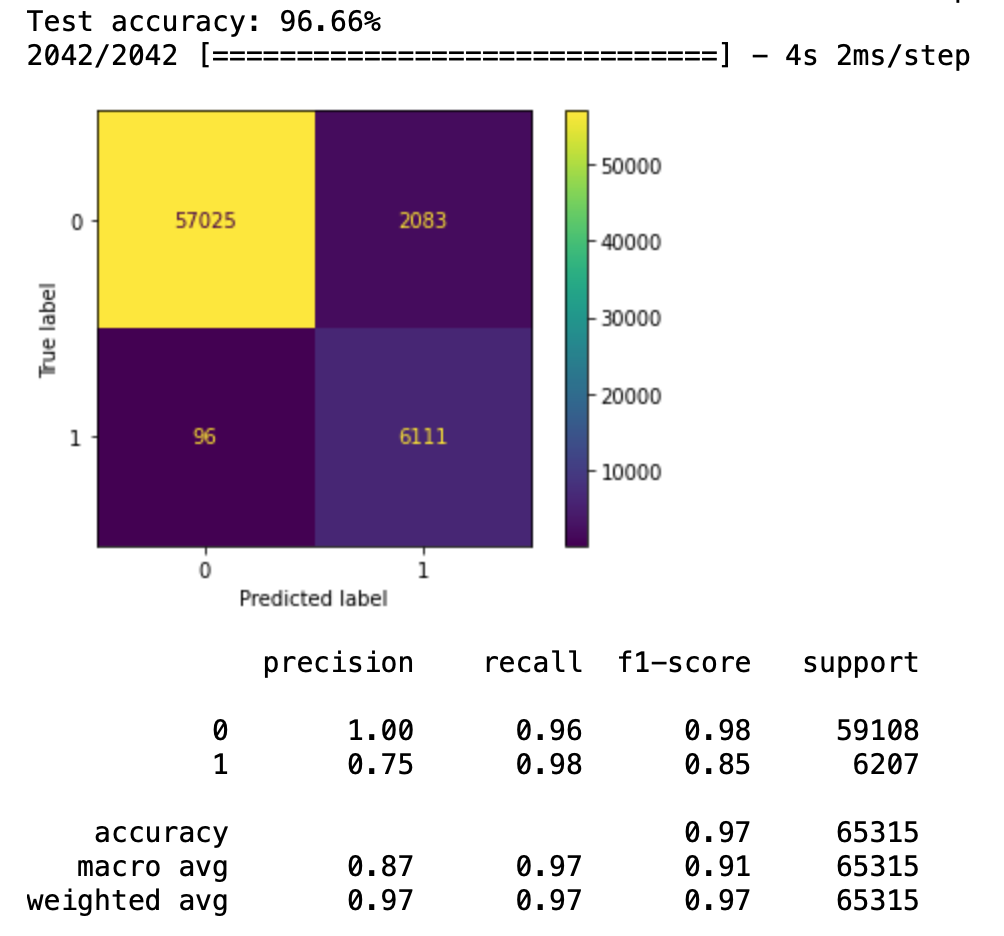 Test accuracy: 96.66%
2042/2042 [==============================] - 4s 2ms/step
50000
0 57025 2083
40000
30000
True label
20000
1 96 6111
10000
0 1
Predicted label
precision recall f1-score support
0 1.00 0.96 0.98 59108
1 0.75 0.98 0.85 6207
accuracy 0.97 65315
macro avg 0.87 0.97 0.91 65315
weighted avg 0.97 0.97 0.97 65315